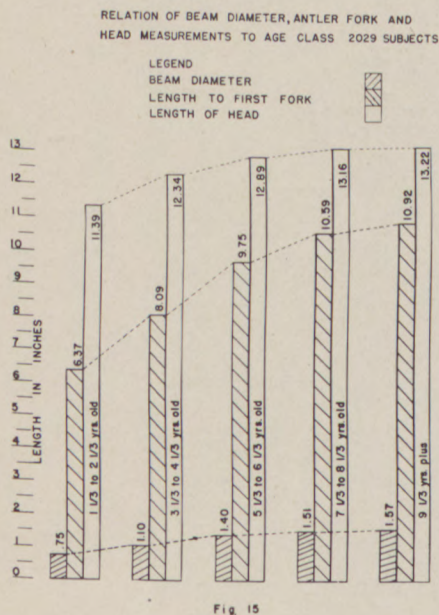 RELATION OF BEAM DIAMETER, ANTLER FORK AND
HEAD MEASUREMENTS TO AGE CLASS 2029 SUBJECTS
LEGEND
BEAM DIAMETER
LENGTH TO FIRST FORK
LENGTH OF HEAD
13
12
11
10
9
8
7
6
5
4
3
2
1
0
LENGTH IN INCHES
.75
6.37
11.39
1 1/3 to 2 1/3 yrs. old
1.10
8.09
12.34
3 1/3 to 4 1/3 yrs. old
1.40
9.75
12.89
5 1/3 to 6 1/3 yrs. old
1.51
10.59
13.16
7 1/3 to 8 1/3 yrs. old
1.57
10.92
13.22
9 1/3 yrs. plus
Fig 15